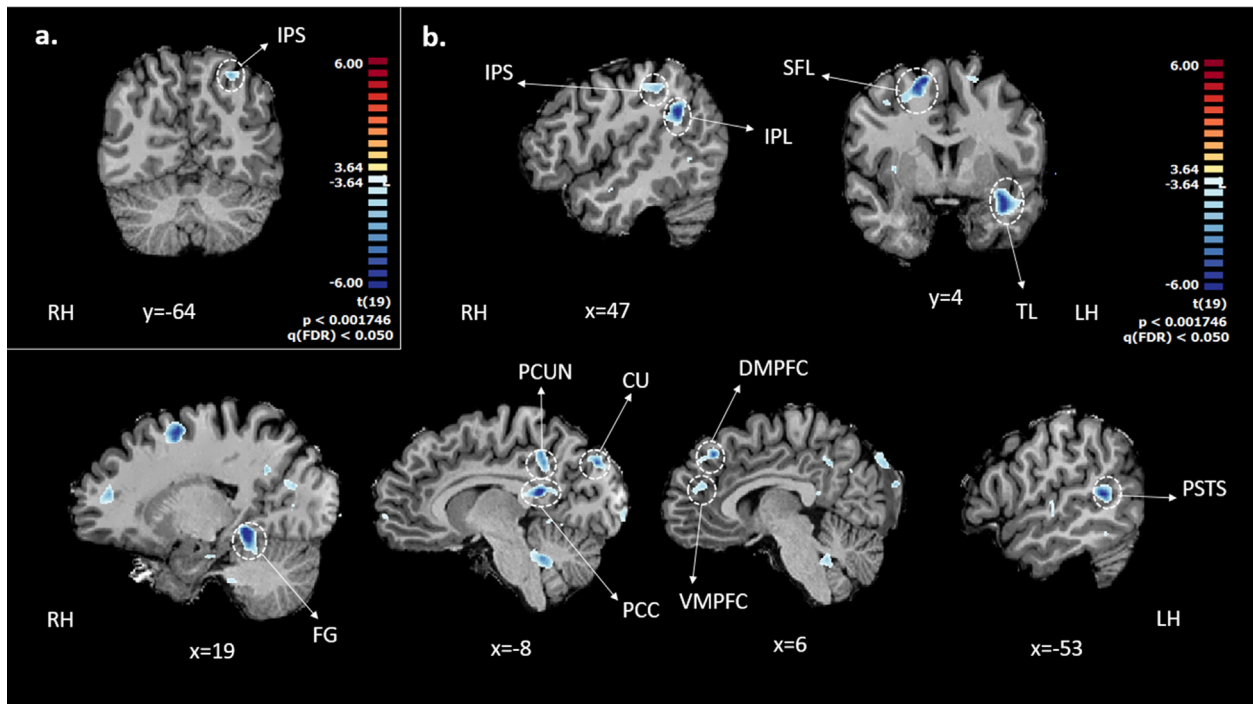 a.
IPS
6.00
3.64
-3.64
-6.00
t(19)
p < 0.001746
q(FDR) < 0.050
RH
y=-64
b.
IPS
IPL
RH
x=47
SFL
TL
y=4
LH
6.00
3.64
-3.64
-6.00
t(19)
p < 0.001746
q(FDR) < 0.050
RH
FG
x=19
PCUN
CU
PCC
x=-8
DMPFC
VMPFC
x=6
PSTS
LH
x=-53